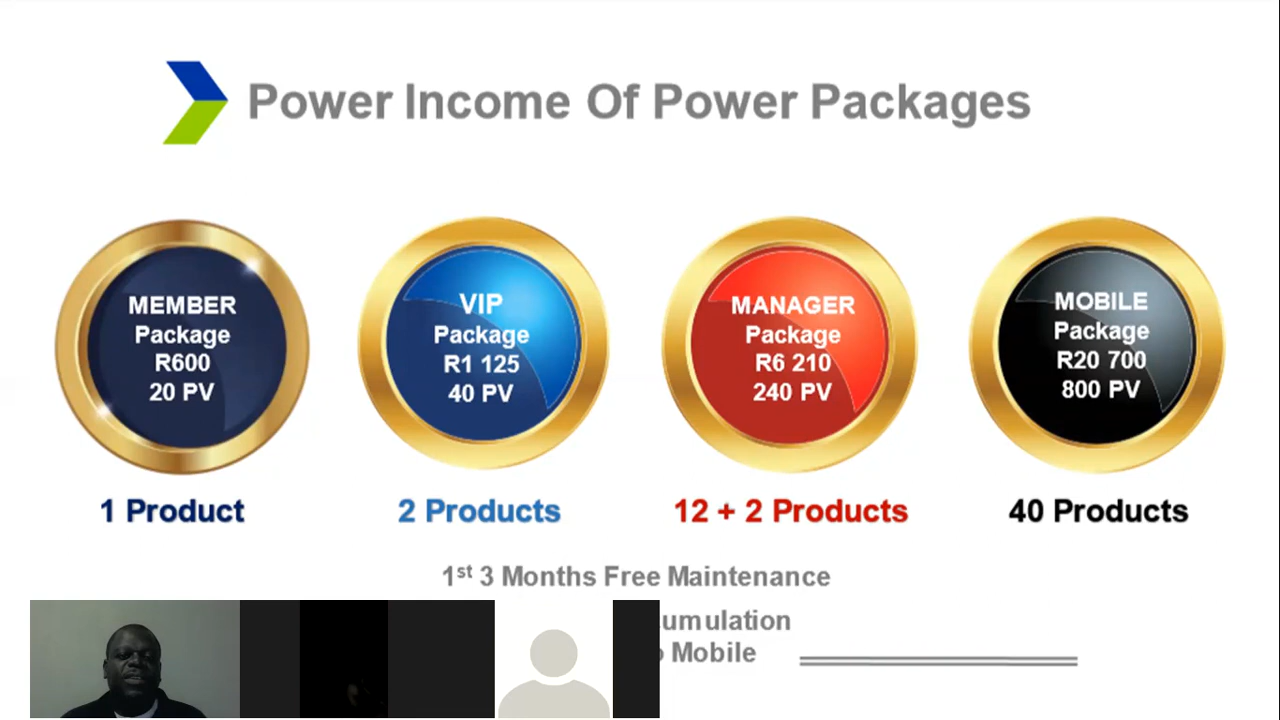 Power Income Of Power Packages
MEMBER
Package
R600
20 PV
1 Product
VIP
Package
R1 125
40 PV
2 Products
MANAGER
Package
R6 210
240 PV
12 + 2 Products
MOBILE
Package
R20 700
800 PV
40 Products
1st 3 Months Free Maintenance
Mobile